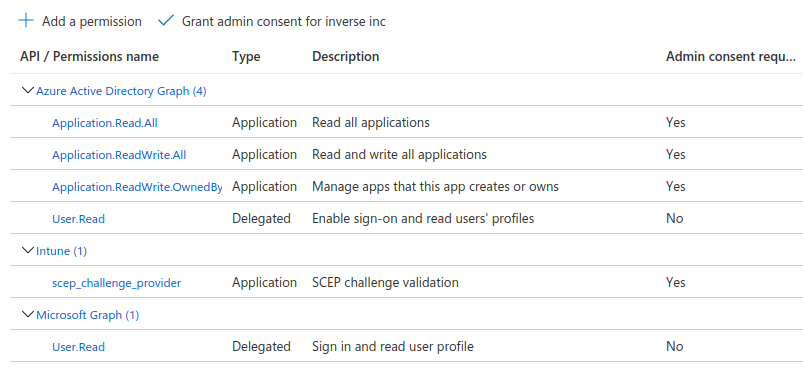 Add a permission Grant admin consent for inverse inc
API / Permissions name Type Description Admin consent requ...
Azure Active Directory Graph (4)
Application.Read.All Application Read all applications Yes
Application.ReadWrite.All Application Read and write all applications Yes
Application.ReadWrite.OwnedBy Application Manage apps that this app creates or owns Yes
User.Read Delegated Enable sign-on and read users' profiles No
Intune (1)
scep_challenge_provider Application SCEP challenge validation Yes
Microsoft Graph (1)
User.Read Delegated Sign in and read user profile No